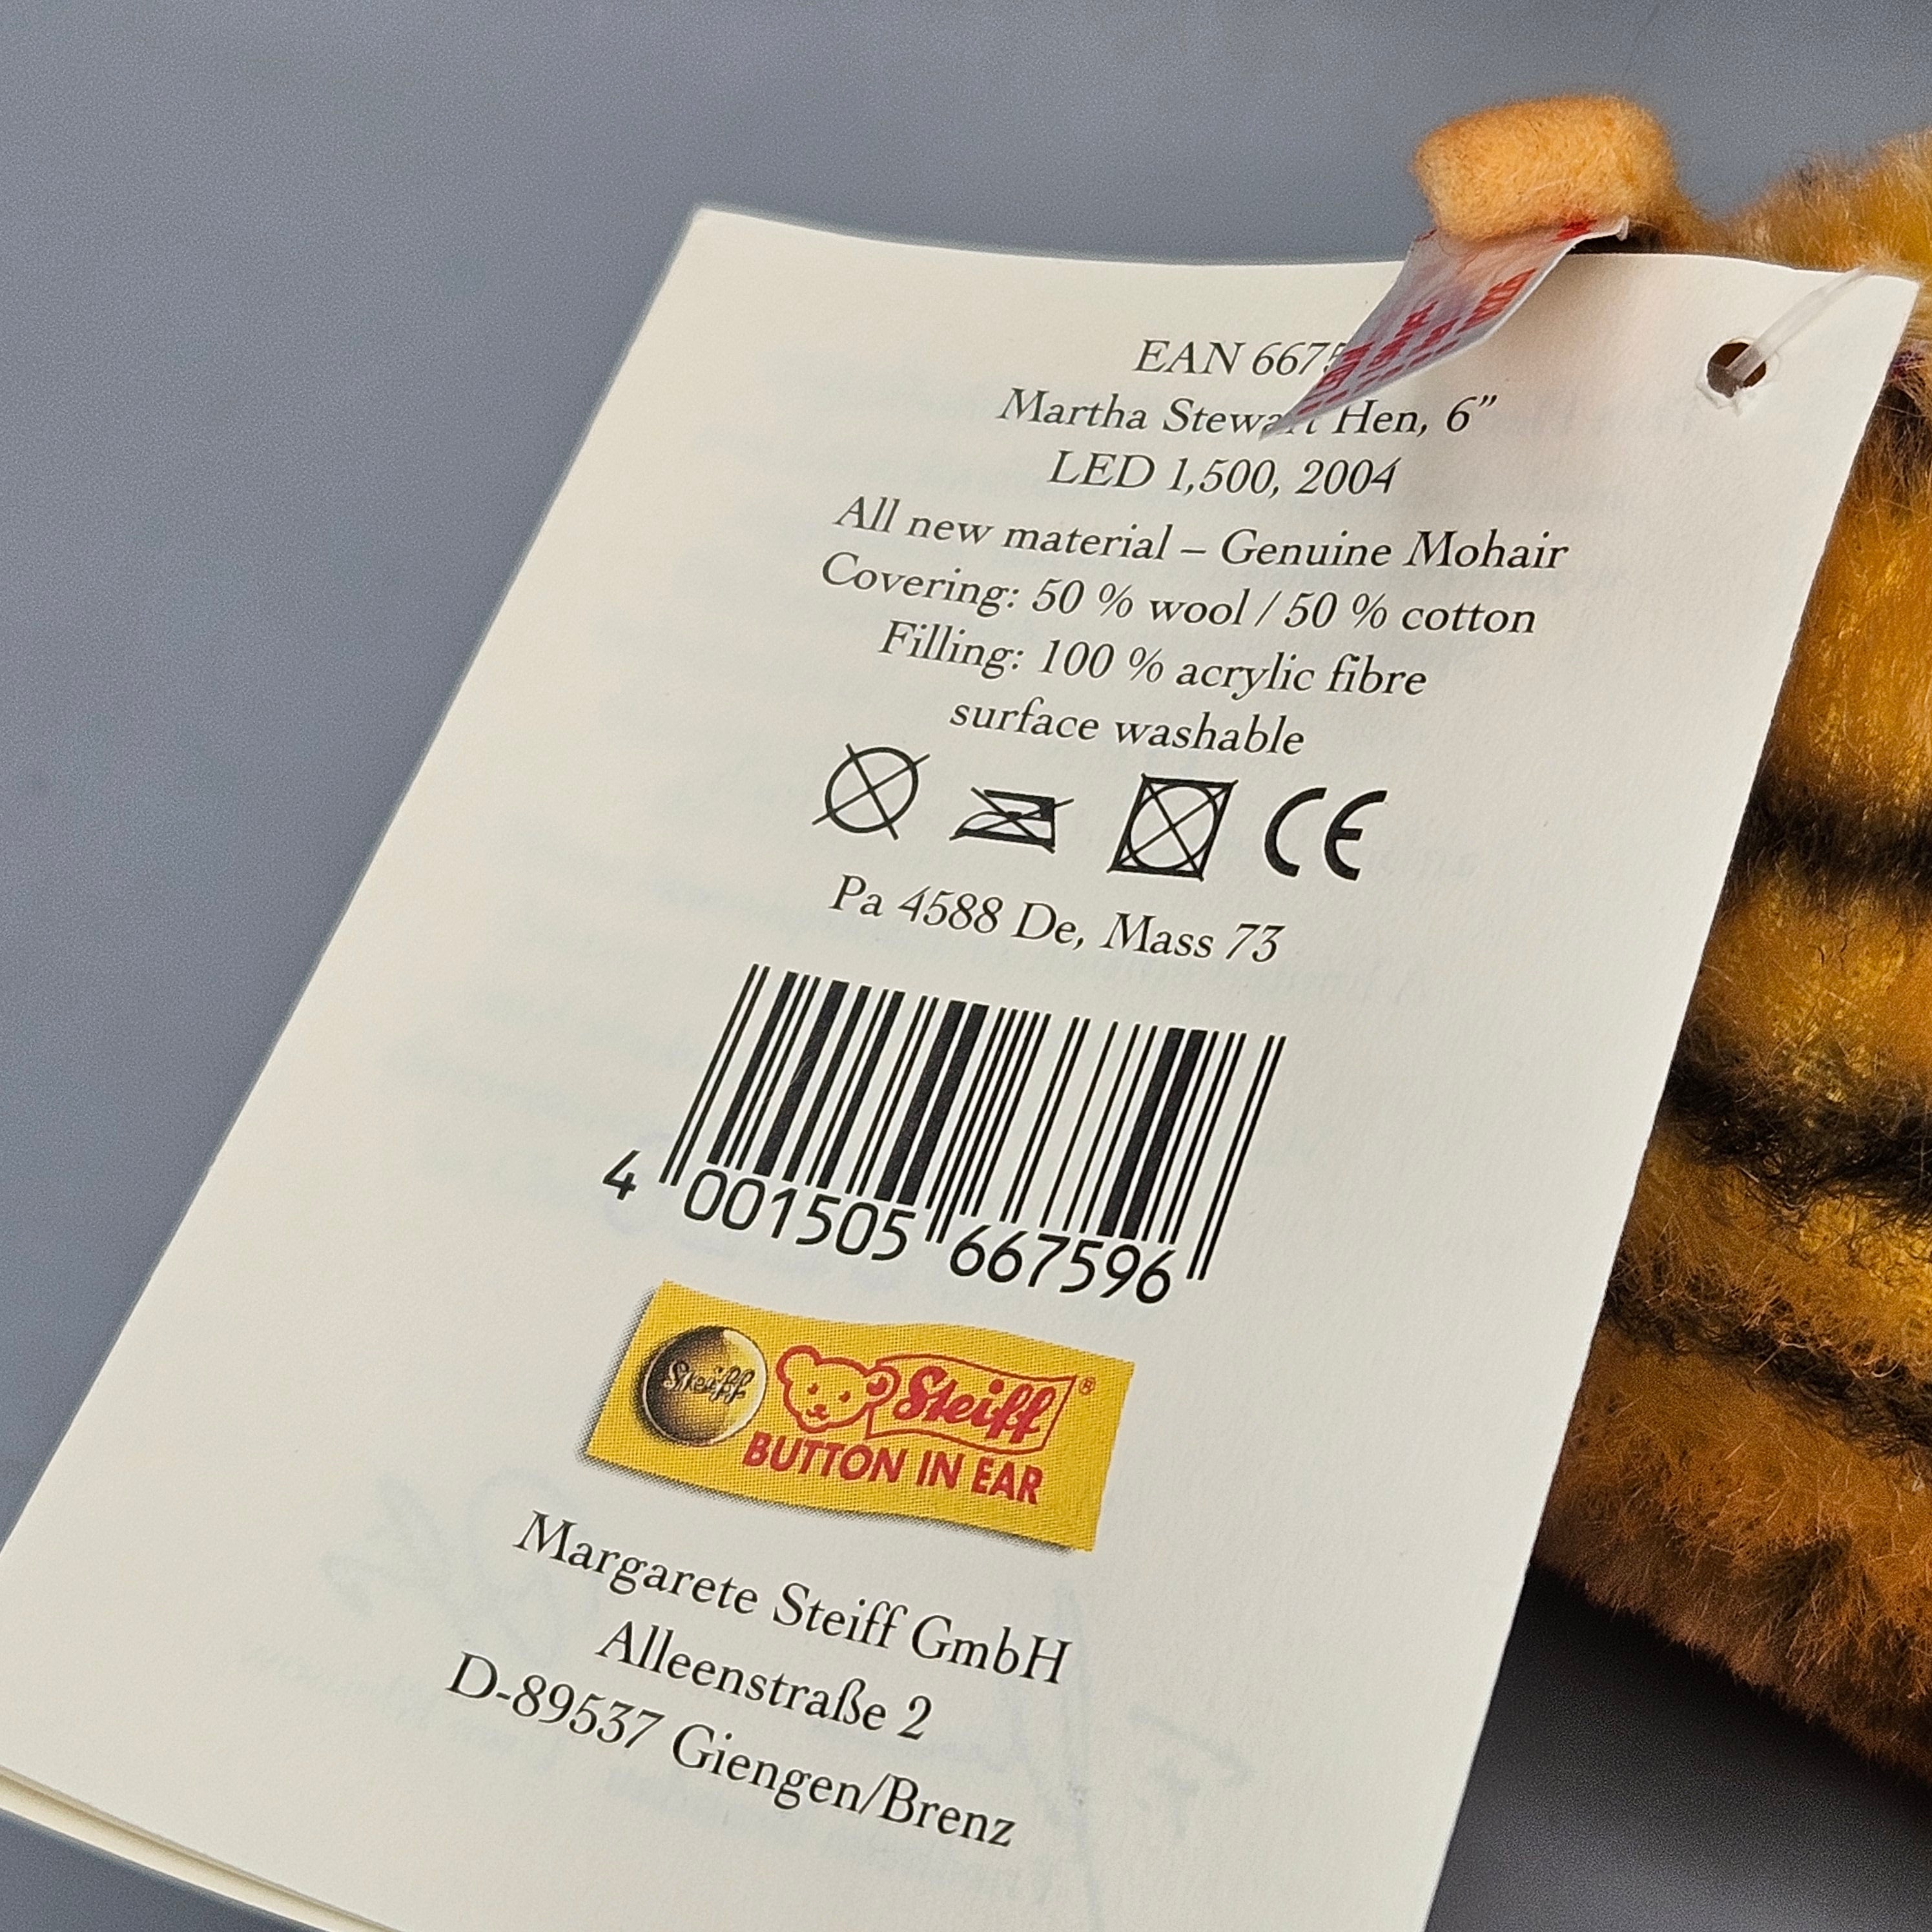 EAN 6675
Martha Stewart Hen, 6”
LED 1,500, 2004
All new material – Genuine Mohair
Covering: 50 % wool / 50 % cotton
Filling: 100 % acrylic fibre
surface washable
CE
Pa 4588 De, Mass 73
4 001505 667596
Steiff Steiff®
BUTTON IN EAR
Margarete Steiff GmbH
Alleenstraße 2
D-89537 Giengen/Brenz